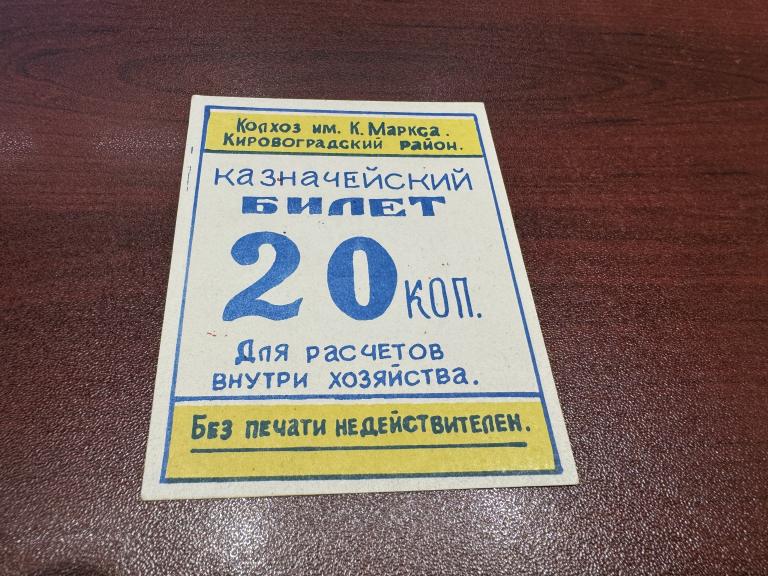 Колхоз им. К. Маркса.
Кировоградский район.
казначейский
БИЛЕТ
20 коп.
Для расчетов
внутри хозяйства.
Без печати недействителен.